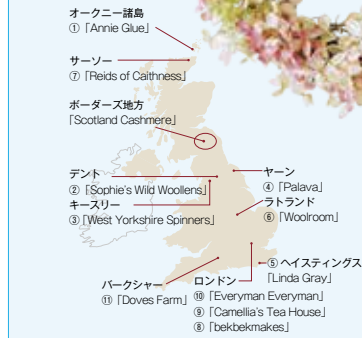 オークニー諸島
① 「Annie Glue」
サーソー
⑦ 「Reids of Caithness」
ボーダーズ地方
「Scotland Cashmere」
デント
② 「Sophie's Wild Woollens」
キースリー
③ 「West Yorkshire Spinners」
ヤーン
④ 「Palava」
ラトランド
⑥ 「Woolroom」
⑤ ヘイスティングス
「Linda Gray」
バークシャー
⑪ 「Doves Farm」
ロンドン
⑩ 「Everyman Everyman」
⑨ 「Camellia's Tea House」
⑧ 「bekbekmakes」